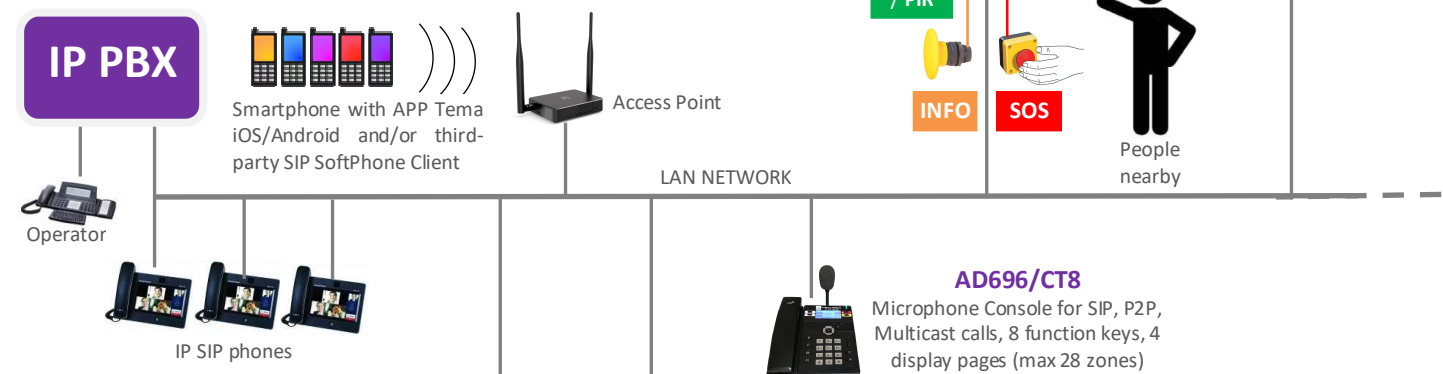 / PIR
IP PBX
Smartphone with APP Tema
iOS/Android and/or third-
party SIP SoftPhone Client
Access Point
INFO
SOS
People
nearby
LAN NETWORK
Operator
IP SIP phones
AD696/CT8
Microphone Console for SIP, P2P,
Multicast calls, 8 function keys, 4
display pages (max 28 zones)